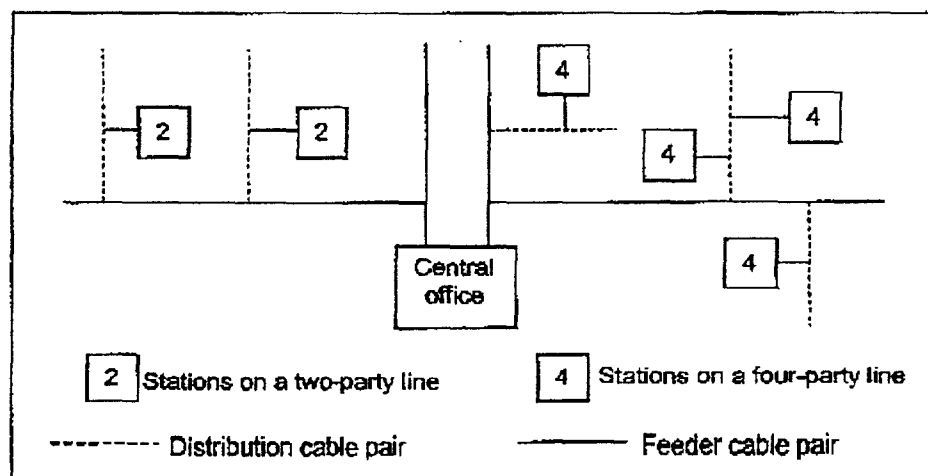 4
2
2
4
4
4
Central
office
2 Stations on a two-party line
4 Stations on a four-party line
Distribution cable pair
Feeder cable pair